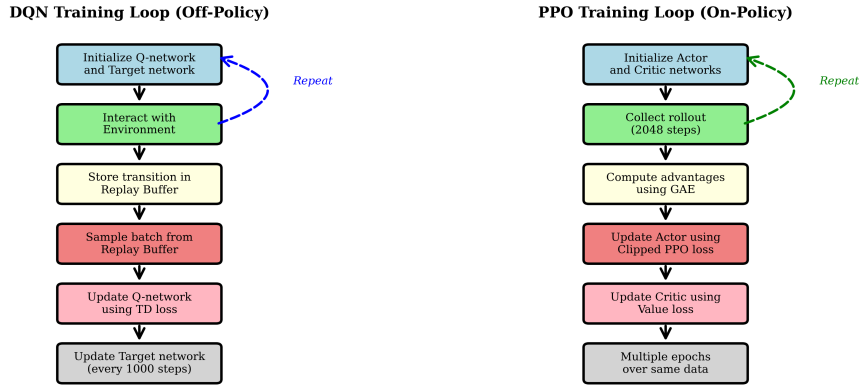 DQN Training Loop (Off-Policy)
Initialize Q-network
and Target network
Repeat
Interact with
Environment
Store transition in
Replay Buffer
Sample batch from
Replay Buffer
Update Q-network
using TD loss
Update Target network
(every 1000 steps)
PPO Training Loop (On-Policy)
Initialize Actor
and Critic networks
Repeat
Collect rollout
(2048 steps)
Compute advantages
using GAE
Update Actor using
Clipped PPO loss
Update Critic using
Value loss
Multiple epochs
over same data